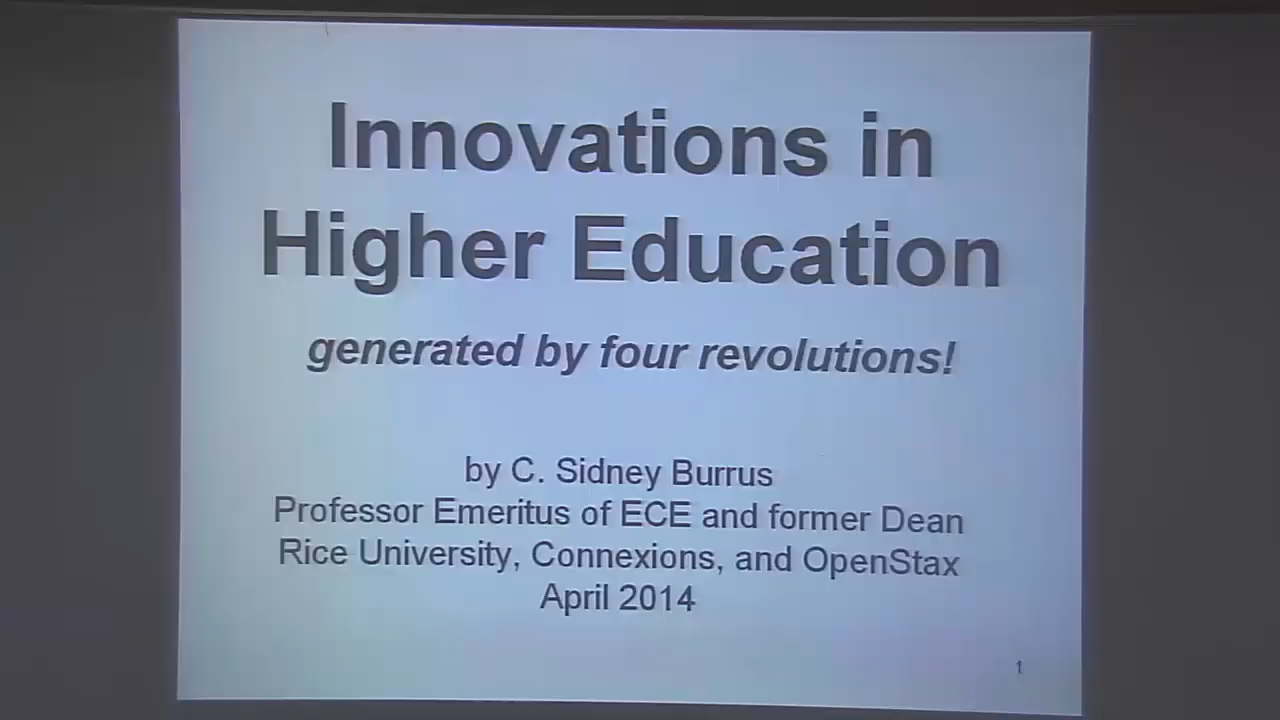 Innovations in
Higher Education
generated by four revolutions!
by C. Sidney Burrus
Professor Emeritus of ECE and former Dean
Rice University, Connexions, and OpenStax
April 2014
1